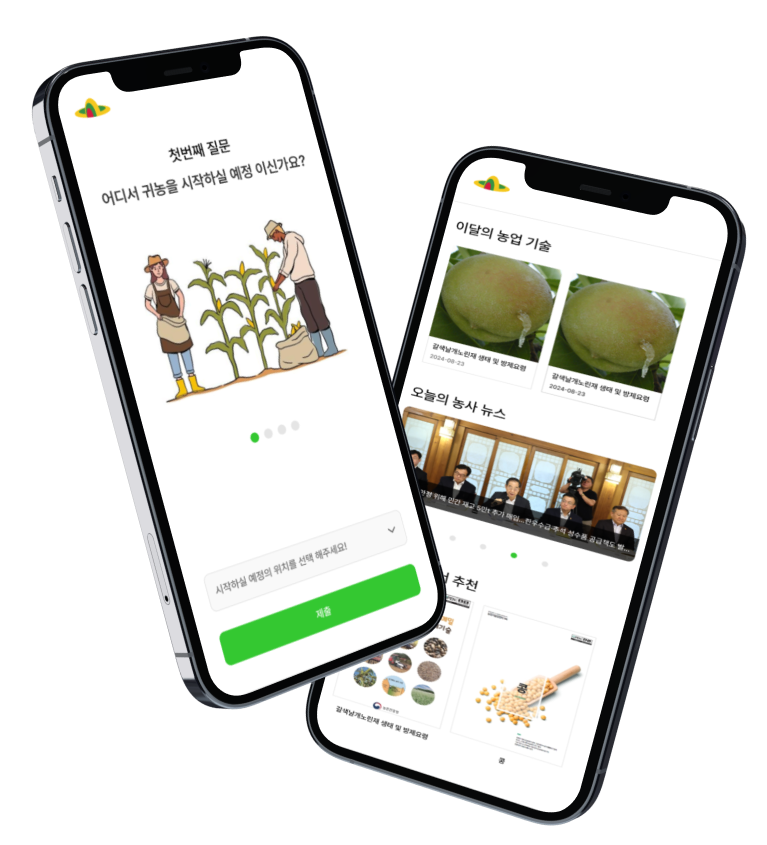 첫번째 질문
어디서 귀농을 시작하실 예정 이신가요?
시작하실 예정의 위치를 선택 해주세요!
제출
이달의 농업 기술
갈색날개노린재 생태 및 방제요령
2024-08-23
갈색날개노린재 생태 및 방제요령
2024-08-23
오늘의 농사 뉴스
위해 민간 재고 5만t 추가 매입…한우수급·추석 성수품 공급책도 발…
추천
기술
갈색날개노린재 생태 및 방제요령
콩
콩